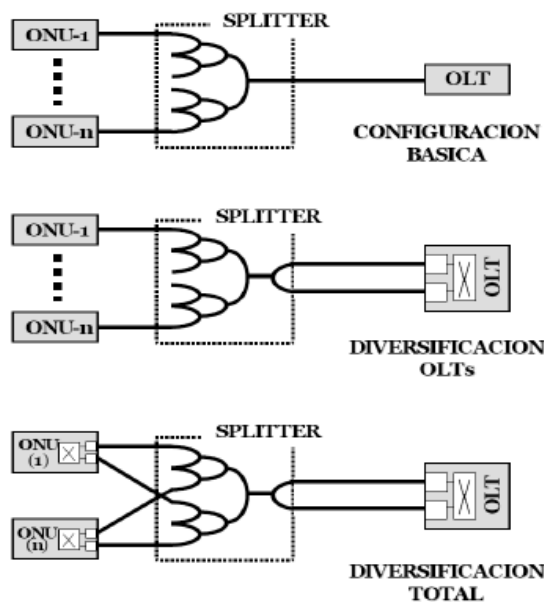 SPLITTER
ONU-1
OLT
ONU-n
CONFIGURACION
BASICA
SPLITTER
ONU-1
OLT
ONU-n
DIVERSIFICACION
OLTs
SPLITTER
ONU
(1)
OLT
ONU
(n)
DIVERSIFICACION
TOTAL